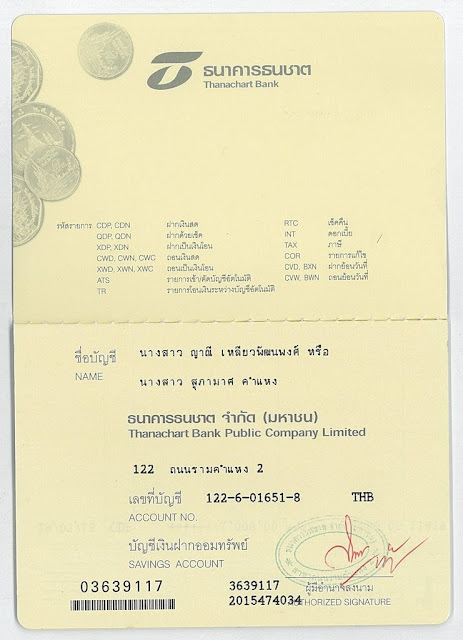 ธนาคารธนชาต
Thanachart Bank
รหัสรายการ CDP, CDN ฝากเงินสด RTC เช็คคืน
QDP, QDN ฝากด้วยเช็ค INT ดอกเบี้ย
XDP, XDN ฝากเป็นเงินโอน TAX ภาษี
CWD, CWN, CWC ถอนเงินสด COR รายการแก้ไข
XWD, XWN, XWC ถอนเป็นเงินโอน CVD, BXN ฝากย้อนวันที่
ATS รายการเข้า/หักบัญชีอัตโนมัติ CVW, BWN ถอนย้อนวันที่
TR รายการโอนเงินระหว่างบัญชีอัตโนมัติ
ชื่อบัญชี นางสาว ญาณี เหลียวพัฒนพงศ์ หรือ
NAME นางสาว สุภามาศ คำแหง
ธนาคารธนชาต จำกัด (มหาชน)
Thanachart Bank Public Company Limited
122 ถนนรามคำแหง 2
เลขที่บัญชี 122-6-01651-8 THB
ACCOUNT NO.
บัญชีเงินฝากออมทรัพย์
SAVINGS ACCOUNT
03639117 3639117 ผู้มีอำนาจลงนาม
2015474034 AUTHORIZED SIGNATURE